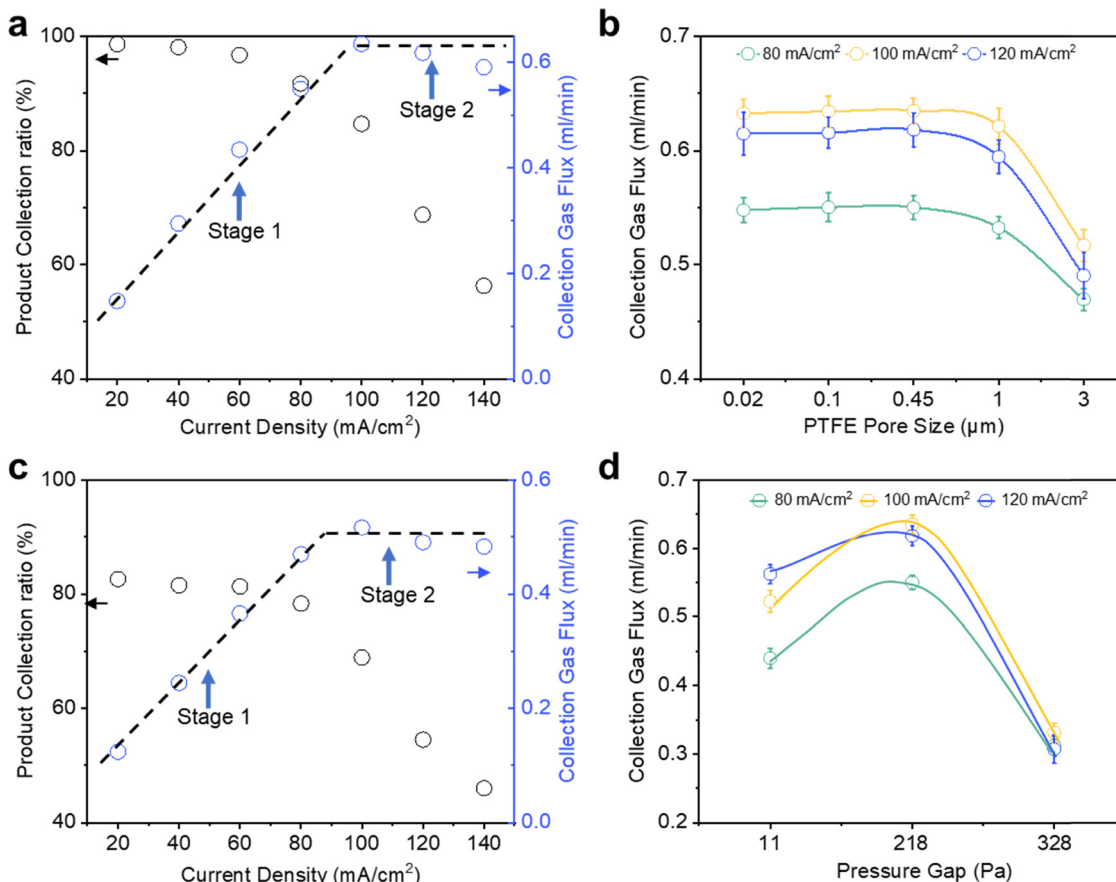 a
Product Collection ratio (%)
100
80
60
40
20 40 60 80 100 120 140
Current Density (mA/cm²)
Stage 1
Stage 2
0.6
0.4
0.2
0.0
Collection Gas Flux (ml/min)
b
Collection Gas Flux (ml/min)
0.7
0.6
0.5
0.4
80 mA/cm² 100 mA/cm² 120 mA/cm²
0.02 0.1 0.45 1 3
PTFE Pore Size (µm)
c
Product Collection ratio (%)
100
80
60
40
20 40 60 80 100 120 140
Current Density (mA/cm²)
Stage 1
Stage 2
0.6
0.4
0.2
0.0
Collection Gas Flux (ml/min)
d
Collection Gas Flux (ml/min)
0.7
0.6
0.5
0.4
0.3
0.2
80 mA/cm² 100 mA/cm² 120 mA/cm²
11 218 328
Pressure Gap (Pa)